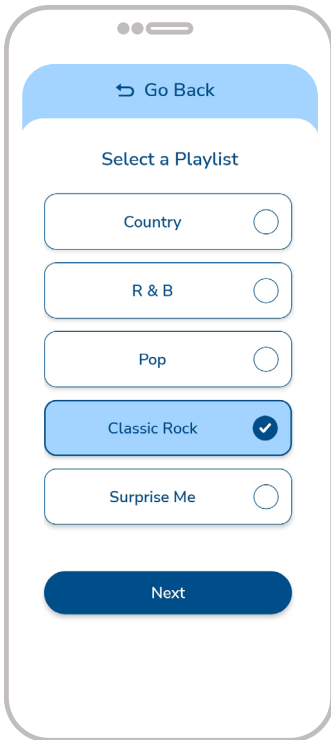 Go Back
Select a Playlist
Country
R & B
Pop
Classic Rock
Surprise Me
Next